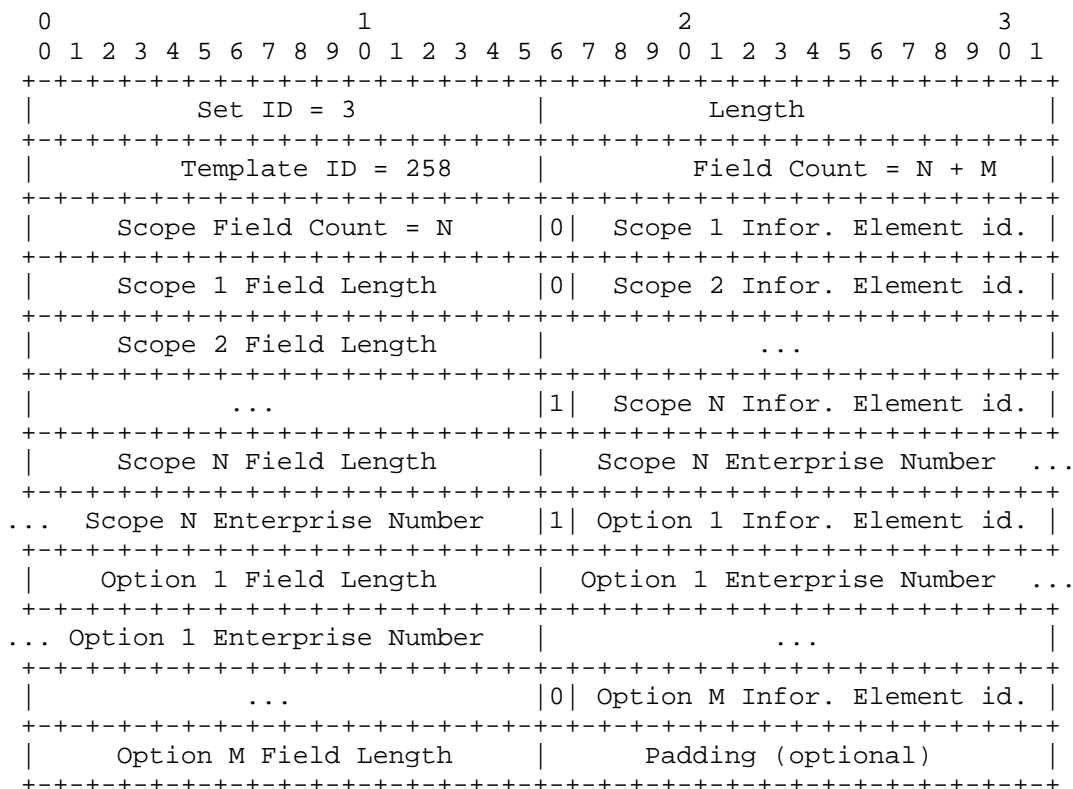 0                   1                   2                   3
 0 1 2 3 4 5 6 7 8 9 0 1 2 3 4 5 6 7 8 9 0 1 2 3 4 5 6 7 8 9 0 1
+-+-+-+-+-+-+-+-+-+-+-+-+-+-+-+-+-+-+-+-+-+-+-+-+-+-+-+-+-+-+-+-+
|          Set ID = 3           |          Length               |
+-+-+-+-+-+-+-+-+-+-+-+-+-+-+-+-+-+-+-+-+-+-+-+-+-+-+-+-+-+-+-+-+
|         Template ID = 258     |         Field Count = N + M   |
+-+-+-+-+-+-+-+-+-+-+-+-+-+-+-+-+-+-+-+-+-+-+-+-+-+-+-+-+-+-+-+-+
|     Scope Field Count = N     |0|  Scope 1 Infor. Element id. |
+-+-+-+-+-+-+-+-+-+-+-+-+-+-+-+-+-+-+-+-+-+-+-+-+-+-+-+-+-+-+-+-+
|     Scope 1 Field Length      |0|  Scope 2 Infor. Element id. |
+-+-+-+-+-+-+-+-+-+-+-+-+-+-+-+-+-+-+-+-+-+-+-+-+-+-+-+-+-+-+-+-+
|     Scope 2 Field Length      |             ...               |
+-+-+-+-+-+-+-+-+-+-+-+-+-+-+-+-+-+-+-+-+-+-+-+-+-+-+-+-+-+-+-+-+
|            ...                |1|  Scope N Infor. Element id. |
+-+-+-+-+-+-+-+-+-+-+-+-+-+-+-+-+-+-+-+-+-+-+-+-+-+-+-+-+-+-+-+-+
|     Scope N Field Length      |   Scope N Enterprise Number  ...
+-+-+-+-+-+-+-+-+-+-+-+-+-+-+-+-+-+-+-+-+-+-+-+-+-+-+-+-+-+-+-+-+
...  Scope N Enterprise Number   |1| Option 1 Infor. Element id. |
+-+-+-+-+-+-+-+-+-+-+-+-+-+-+-+-+-+-+-+-+-+-+-+-+-+-+-+-+-+-+-+-+
|    Option 1 Field Length      |  Option 1 Enterprise Number  ...
+-+-+-+-+-+-+-+-+-+-+-+-+-+-+-+-+-+-+-+-+-+-+-+-+-+-+-+-+-+-+-+-+
... Option 1 Enterprise Number   |              ...              |
+-+-+-+-+-+-+-+-+-+-+-+-+-+-+-+-+-+-+-+-+-+-+-+-+-+-+-+-+-+-+-+-+
|             ...               |0| Option M Infor. Element id. |
+-+-+-+-+-+-+-+-+-+-+-+-+-+-+-+-+-+-+-+-+-+-+-+-+-+-+-+-+-+-+-+-+
|     Option M Field Length     |      Padding (optional)       |
+-+-+-+-+-+-+-+-+-+-+-+-+-+-+-+-+-+-+-+-+-+-+-+-+-+-+-+-+-+-+-+-+